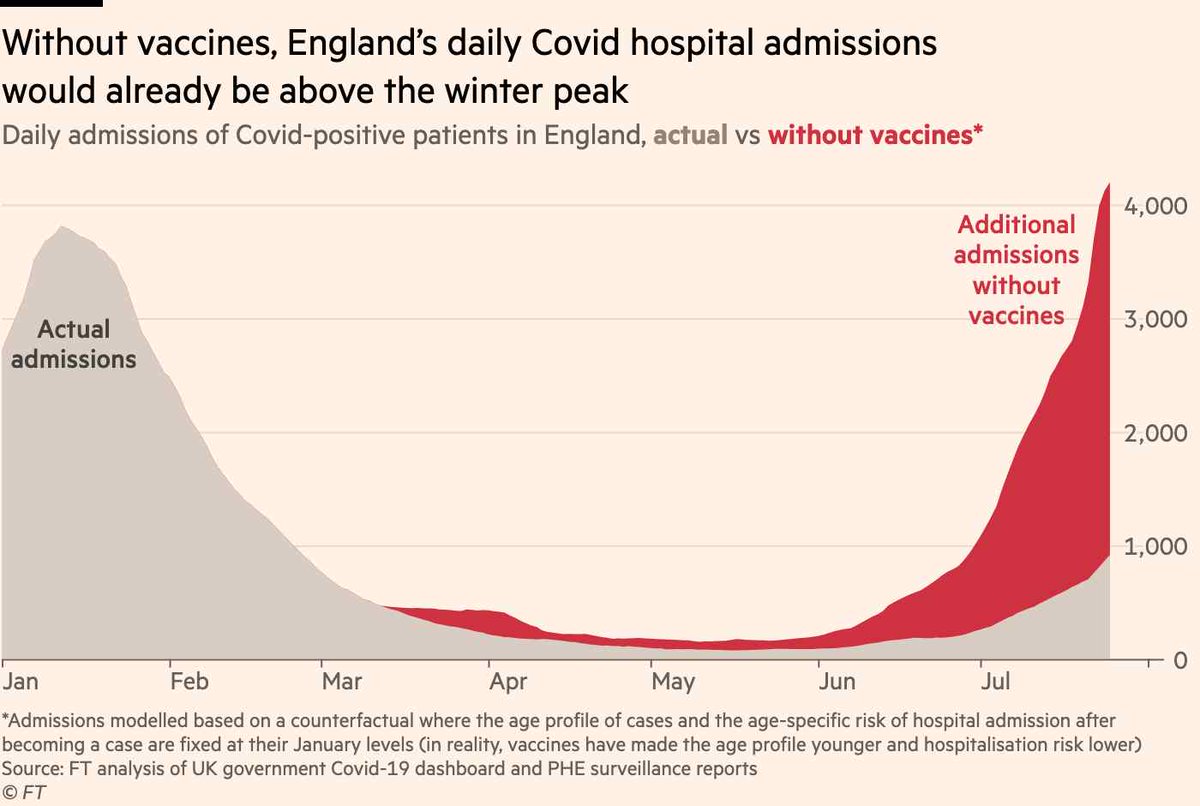 Without vaccines, England’s daily Covid hospital admissions
would already be above the winter peak
Daily admissions of Covid-positive patients in England, actual vs without vaccines*
4,000
Additional
admissions
without
vaccines
3,000
Actual
admissions
2,000
1,000
0
Jan Feb Mar Apr May Jun Jul
*Admissions modelled based on a counterfactual where the age profile of cases and the age-specific risk of hospital admission after
becoming a case are fixed at their January levels (in reality, vaccines have made the age profile younger and hospitalisation risk lower)
Source: FT analysis of UK government Covid-19 dashboard and PHE surveillance reports
© FT